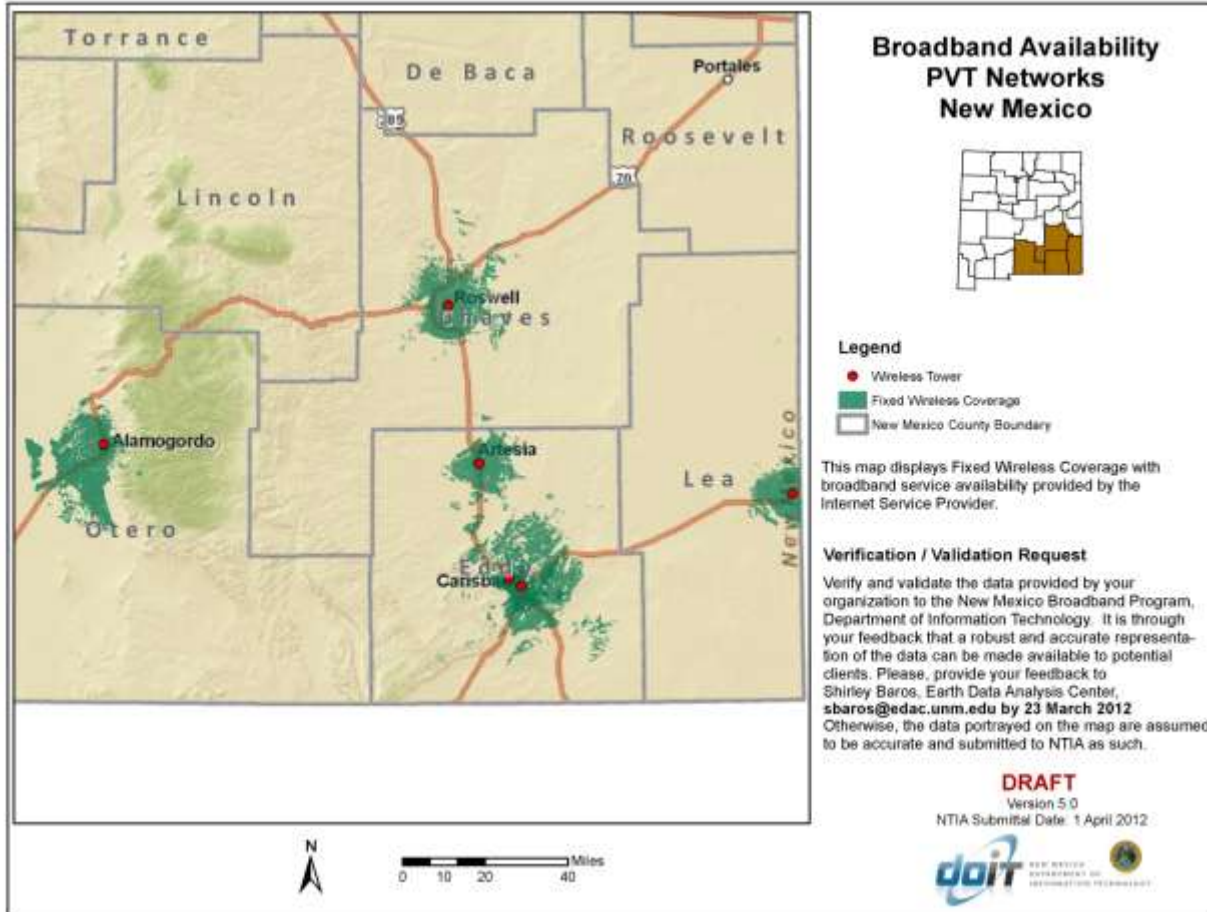 Broadband Availability
PVT Networks
New Mexico
Torrance
De Baca
Portales
285
Roosevelt
70
Lincoln
Roswell
Chaves
Alamogordo
Artesia
Lea
New Mexico
Otero
Eddy
Carlsbad
Legend
Wireless Tower
Fixed Wireless Coverage
New Mexico County Boundary
This map displays Fixed Wireless Coverage with
broadband service availability provided by the
Internet Service Provider.
Verification / Validation Request
Verify and validate the data provided by your
organization to the New Mexico Broadband Program,
Department of Information Technology. It is through
your feedback that a robust and accurate representa-
tion of the data can be made available to potential
clients. Please, provide your feedback to
Shirley Baros, Earth Data Analysis Center,
sbaros@edac.unm.edu by 23 March 2012
Otherwise, the data portrayed on the map are assumed
to be accurate and submitted to NTIA as such.
DRAFT
Version 5.0
NTIA Submittal Date: 1 April 2012
N
Miles
0 10 20 40
doit
NEW MEXICO
DEPARTMENT OF
INFORMATION TECHNOLOGY